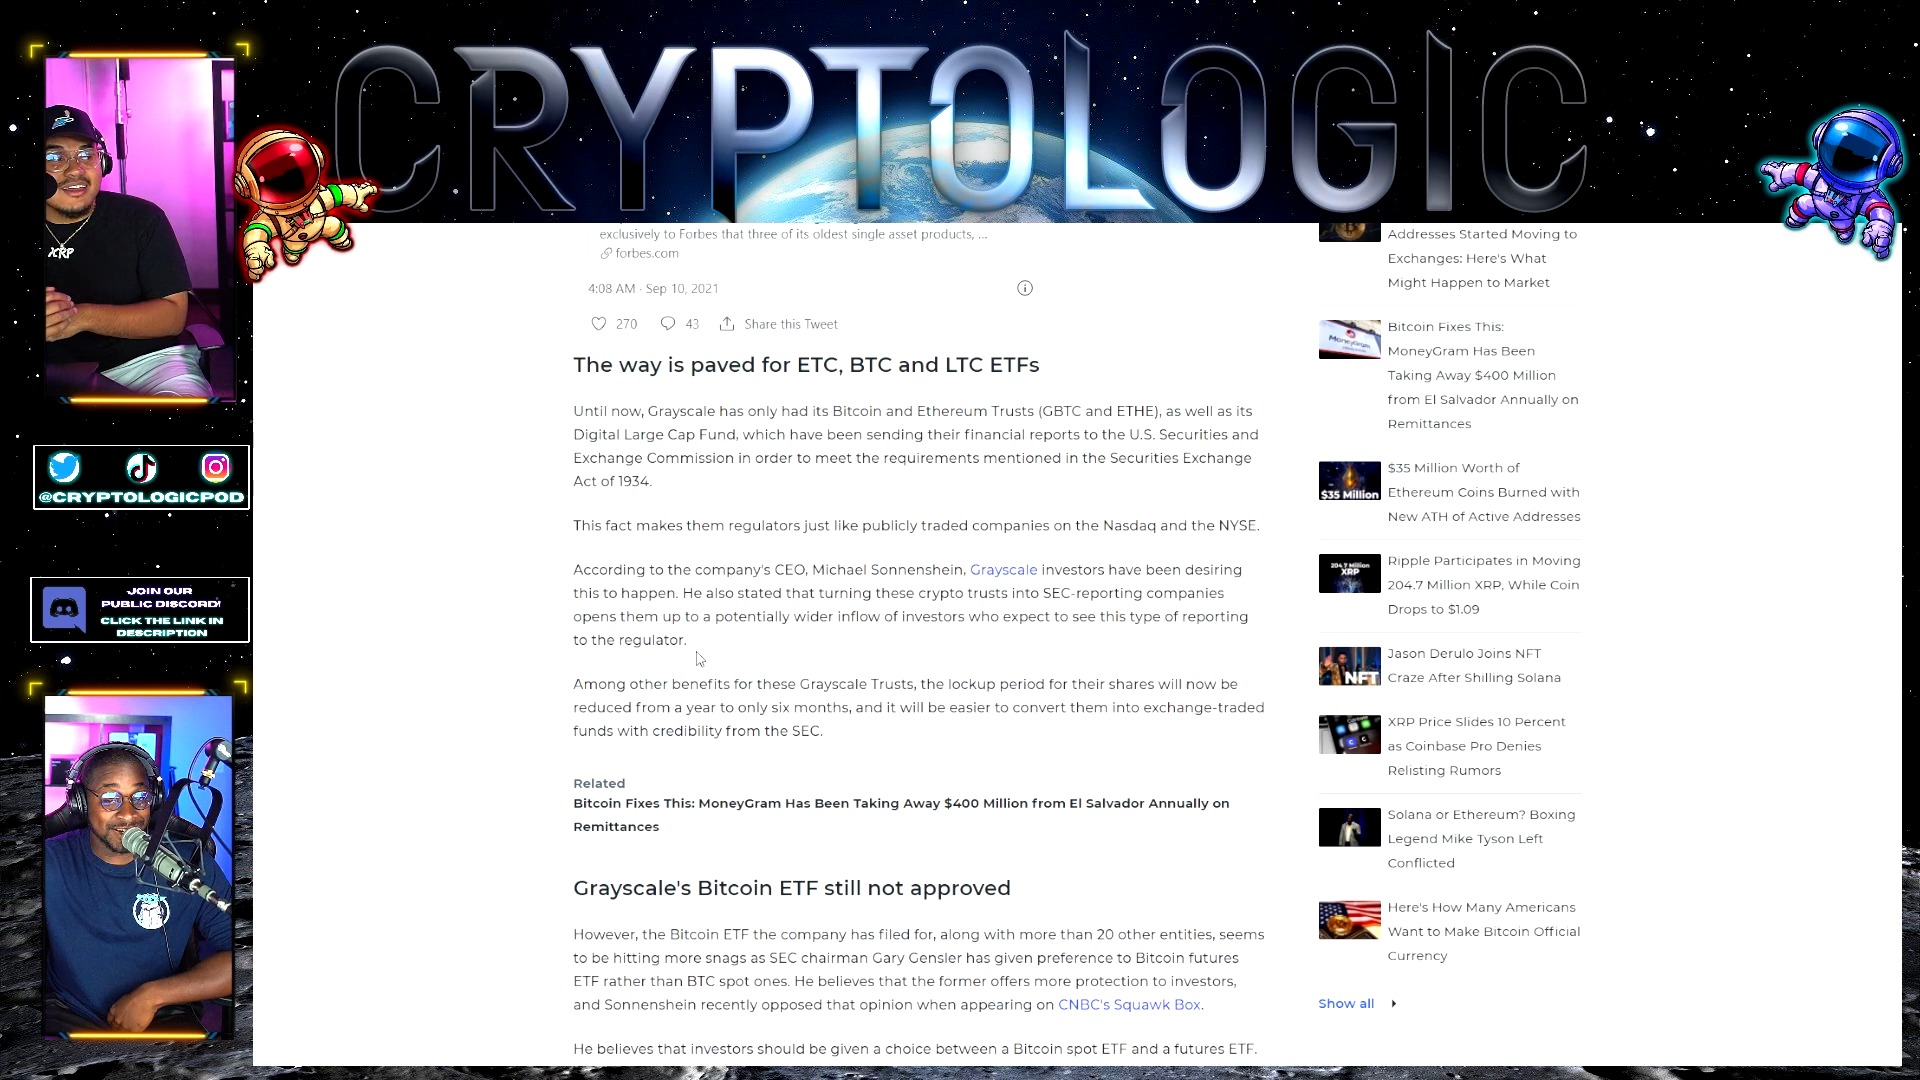 CRYPTOLOGIC
XRP
@CRYPTOLOGICPOD
JOIN OUR
PUBLIC DISCORD!
CLICK THE LINK IN
DESCRIPTION
exclusively to Forbes that three of its oldest single asset products, ...
forbes.com
4:08 AM · Sep 10, 2021
270 43 Share this Tweet
The way is paved for ETC, BTC and LTC ETFs
Until now, Grayscale has only had its Bitcoin and Ethereum Trusts (GBTC and ETHE), as well as its
Digital Large Cap Fund, which have been sending their financial reports to the U.S. Securities and
Exchange Commission in order to meet the requirements mentioned in the Securities Exchange
Act of 1934.
This fact makes them regulators just like publicly traded companies on the Nasdaq and the NYSE.
According to the company's CEO, Michael Sonnenshein, Grayscale investors have been desiring
this to happen. He also stated that turning these crypto trusts into SEC-reporting companies
opens them up to a potentially wider inflow of investors who expect to see this type of reporting
to the regulator.
Among other benefits for these Grayscale Trusts, the lockup period for their shares will now be
reduced from a year to only six months, and it will be easier to convert them into exchange-traded
funds with credibility from the SEC.
Related
Bitcoin Fixes This: MoneyGram Has Been Taking Away $400 Million from El Salvador Annually on
Remittances
Grayscale's Bitcoin ETF still not approved
However, the Bitcoin ETF the company has filed for, along with more than 20 other entities, seems
to be hitting more snags as SEC chairman Gary Gensler has given preference to Bitcoin futures
ETF rather than BTC spot ones. He believes that the former offers more protection to investors,
and Sonnenshein recently opposed that opinion when appearing on CNBC's Squawk Box.
He believes that investors should be given a choice between a Bitcoin spot ETF and a futures ETF.
Addresses Started Moving to
Exchanges: Here's What
Might Happen to Market
MoneyGram
Bitcoin Fixes This:
MoneyGram Has Been
Taking Away $400 Million
from El Salvador Annually on
Remittances
$35 Million
$35 Million Worth of
Ethereum Coins Burned with
New ATH of Active Addresses
204.7 Million
XRP
Ripple Participates in Moving
204.7 Million XRP, While Coin
Drops to $1.09
NFT
Jason Derulo Joins NFT
Craze After Shilling Solana
XRP Price Slides 10 Percent
as Coinbase Pro Denies
Relisting Rumors
Solana or Ethereum? Boxing
Legend Mike Tyson Left
Conflicted
Here's How Many Americans
Want to Make Bitcoin Official
Currency
Show all